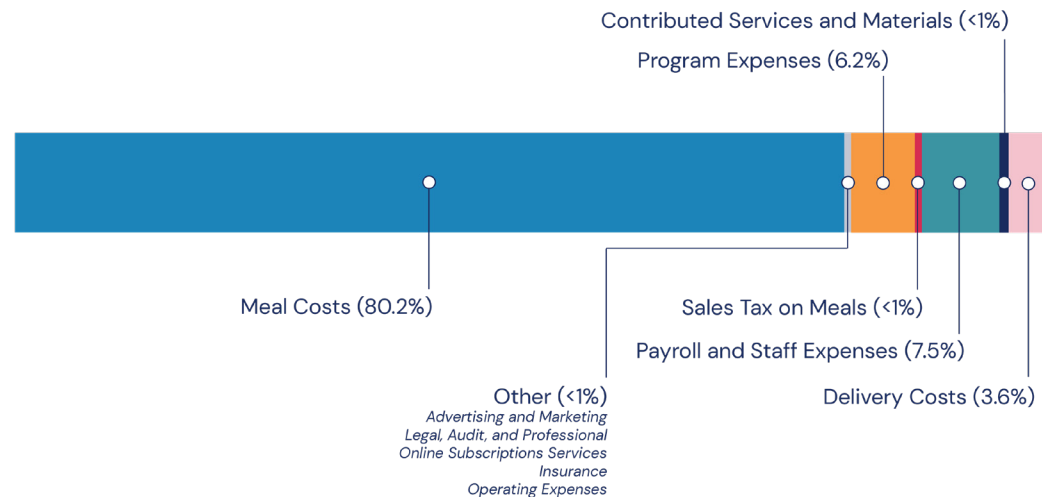 Contributed Services and Materials (<1%)
Program Expenses (6.2%)
Meal Costs (80.2%)
Sales Tax on Meals (<1%)
Payroll and Staff Expenses (7.5%)
Other (<1%)
Advertising and Marketing
Legal, Audit, and Professional
Online Subscriptions Services
Insurance
Operating Expenses
Delivery Costs (3.6%)